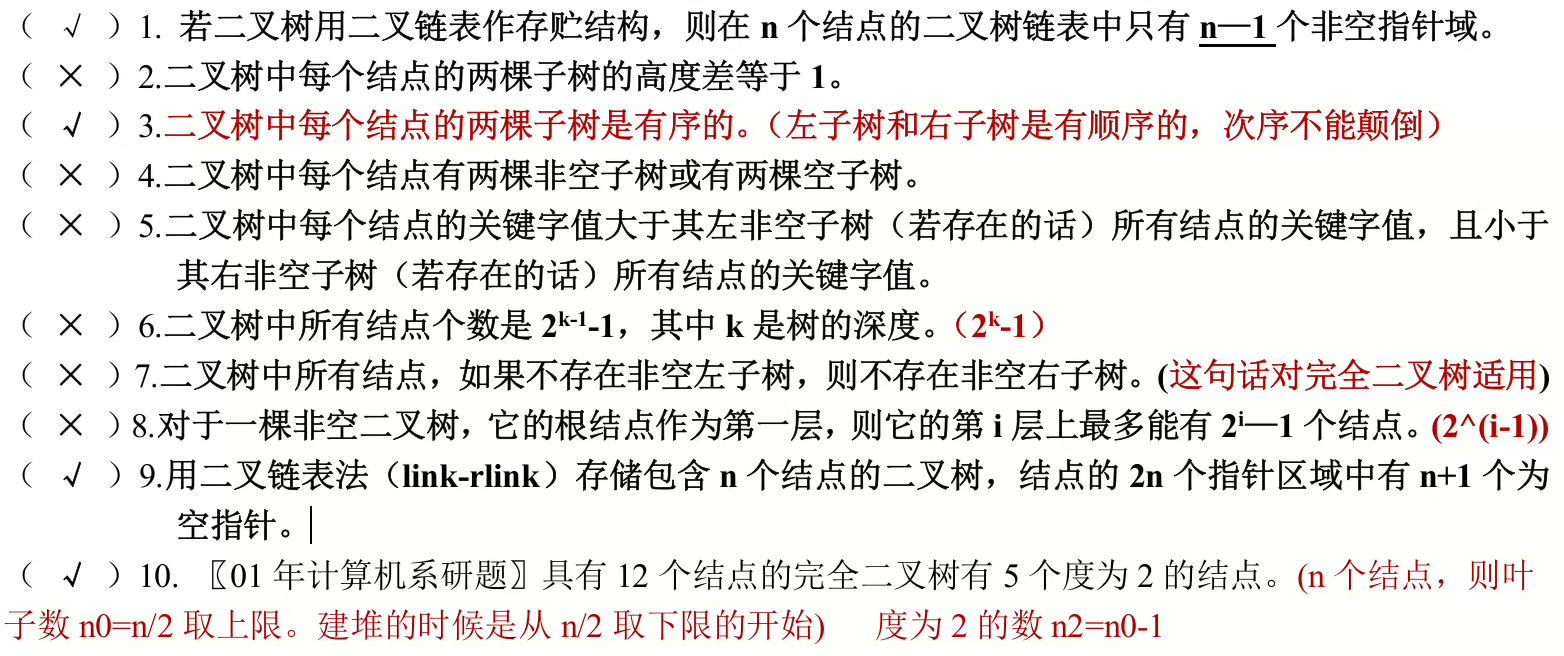 （ √ ）1. 若二叉树用二叉链表作存贮结构，则在 n 个结点的二叉树链表中只有 n—1 个非空指针域。
（ × ）2.二叉树中每个结点的两棵子树的高度差等于 1。
（ √ ）3.二叉树中每个结点的两棵子树是有序的。（左子树和右子树是有顺序的，次序不能颠倒）
（ × ）4.二叉树中每个结点有两棵非空子树或有两棵空子树。
（ × ）5.二叉树中每个结点的关键字值大于其左非空子树（若存在的话）所有结点的关键字值，且小于
其右非空子树（若存在的话）所有结点的关键字值。
（ × ）6.二叉树中所有结点个数是 2^{k-1}-1，其中 k 是树的深度。（2^k-1）
（ × ）7.二叉树中所有结点，如果不存在非空左子树，则不存在非空右子树。(这句话对完全二叉树适用)
（ × ）8.对于一棵非空二叉树，它的根结点作为第一层，则它的第 i 层上最多能有 2^i—1 个结点。(2^(i-1))
（ √ ）9.用二叉链表法（link-rlink）存储包含 n 个结点的二叉树，结点的 2n 个指针区域中有 n+1 个为
空指针。
（ √ ）10. 〖01 年计算机系研题〗具有 12 个结点的完全二叉树有 5 个度为 2 的结点。(n 个结点，则叶
子数 n0=n/2 取上限。建堆的时候是从 n/2 取下限的开始) 度为 2 的数 n2=n0-1